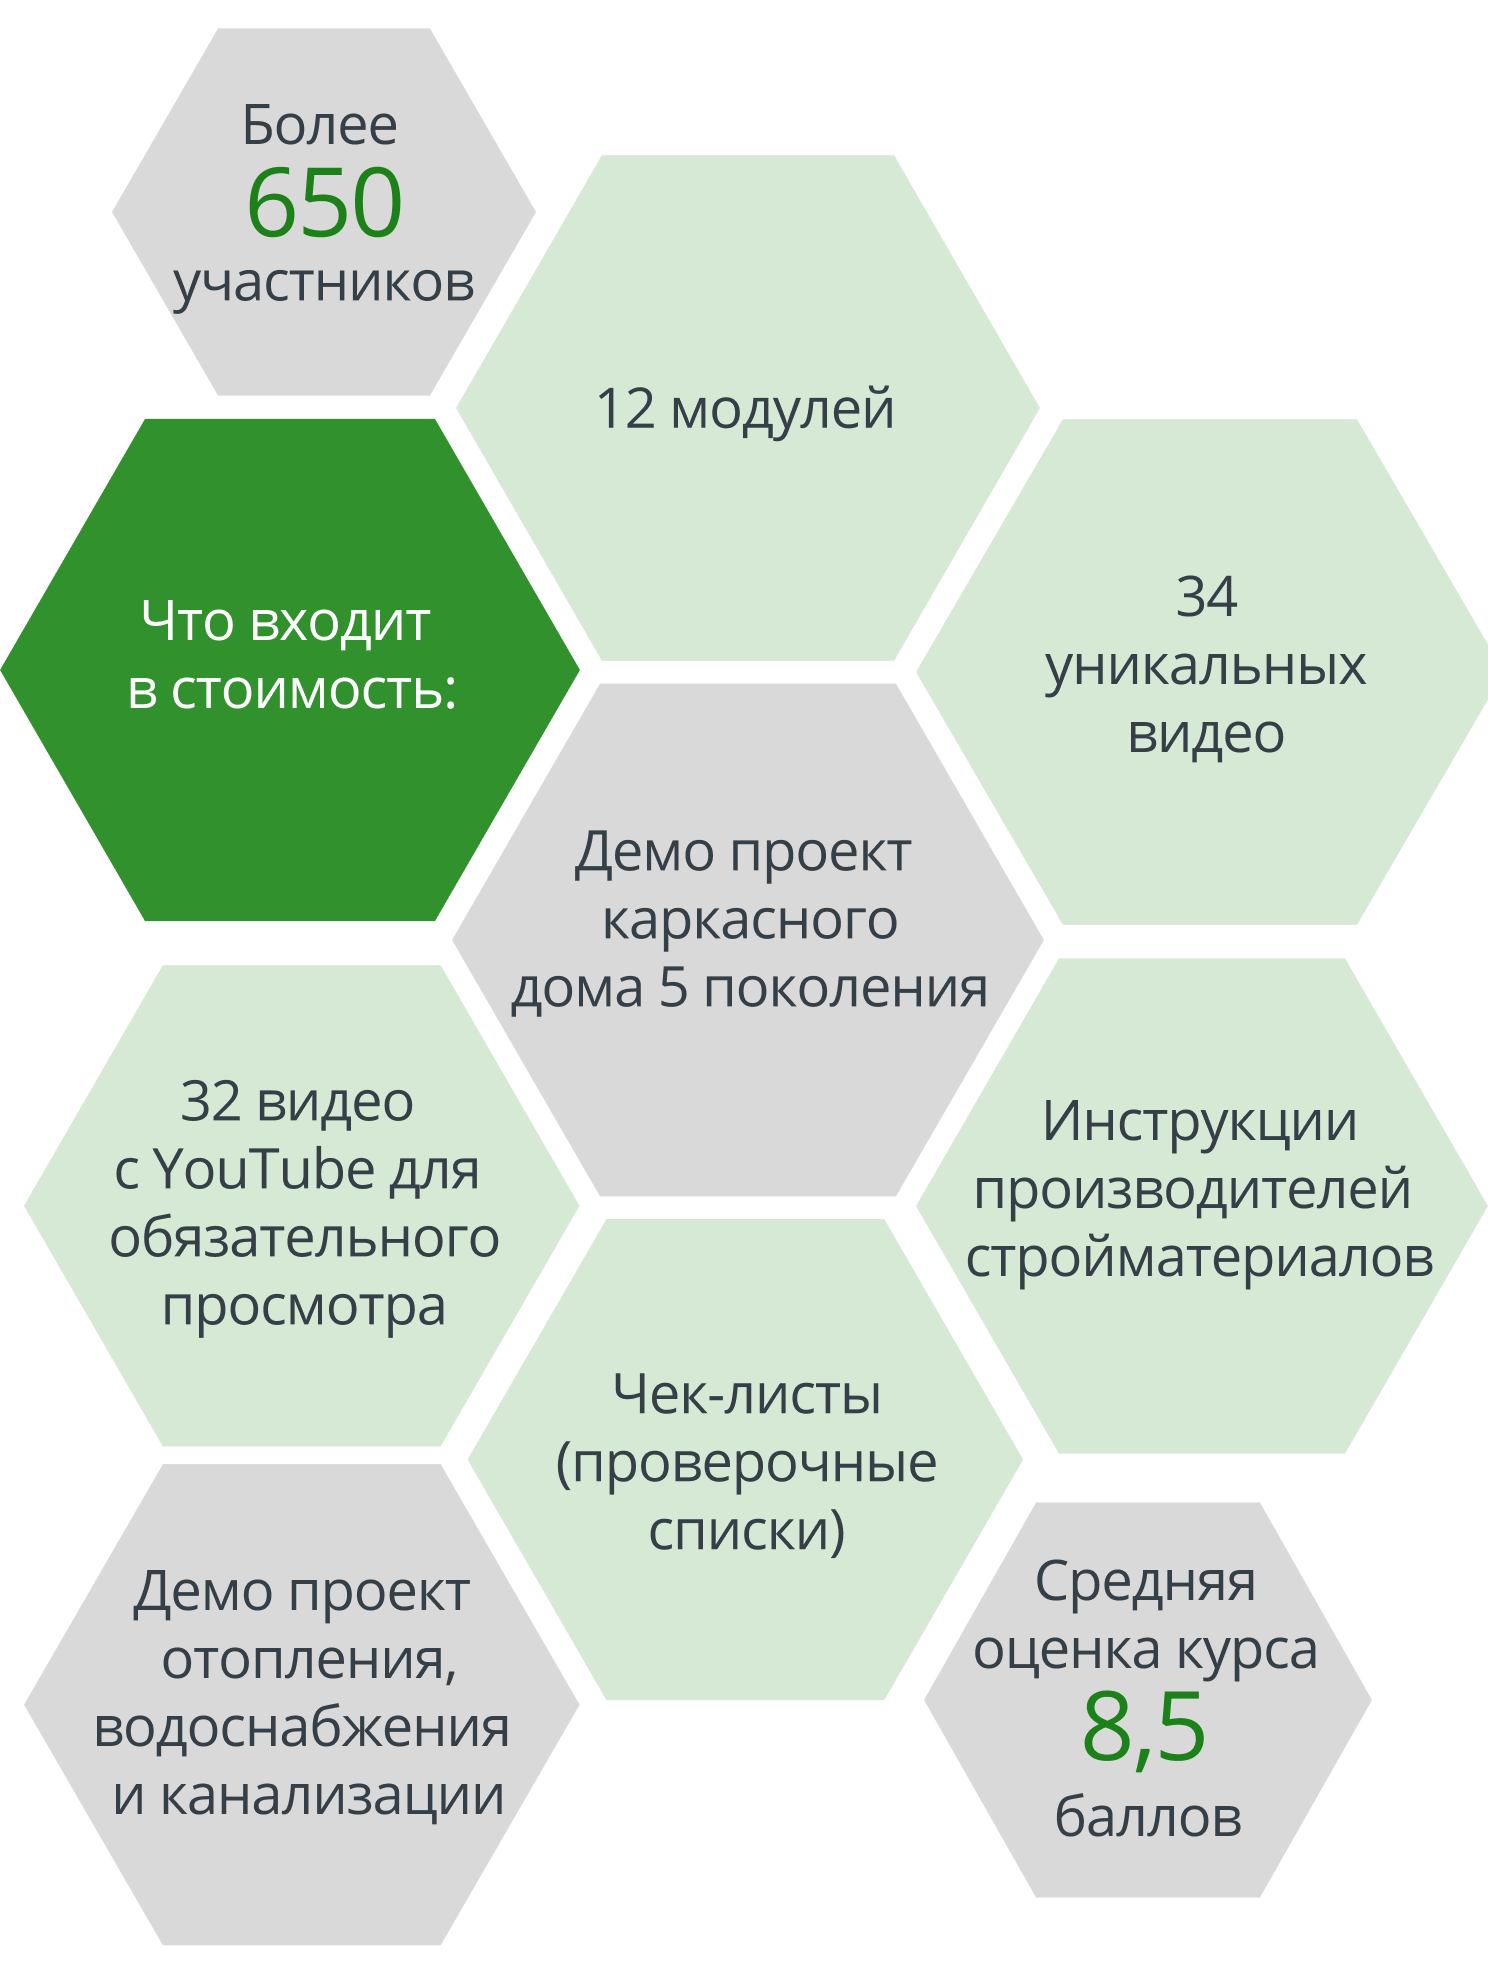 Более
650
участников
12 модулей
Что входит
в стоимость:
34
уникальных
видео
Демо проект
каркасного
дома 5 поколения
32 видео
с YouTube для
обязательного
просмотра
Инструкции
производителей
стройматериалов
Чек-листы
(проверочные
списки)
Демо проект
отопления,
водоснабжения
и канализации
Средняя
оценка курса
8,5
баллов